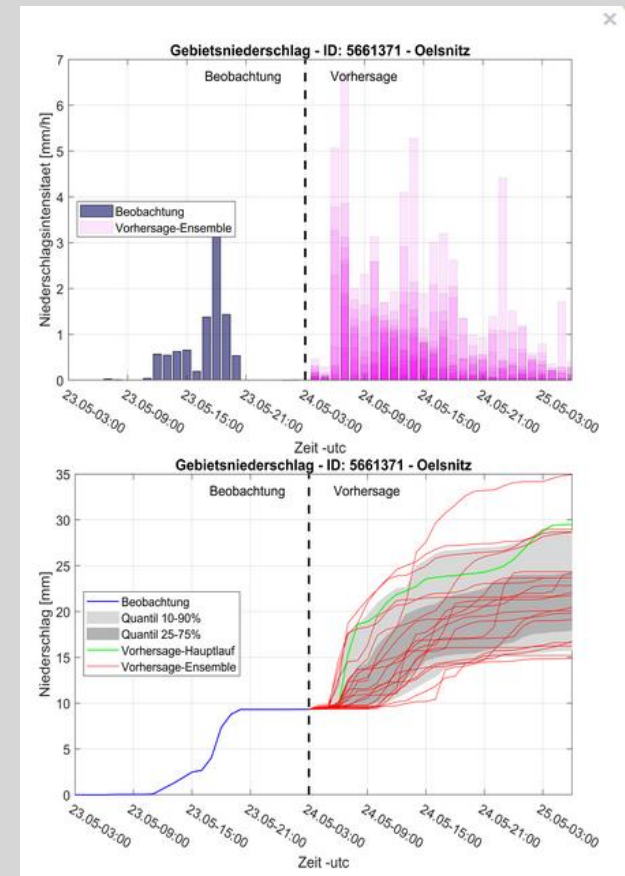 ×
Gebietsniederschlag - ID: 5661371 - Oelsnitz
Beobachtung Vorhersage
Niederschlagsintensitaet [mm/h]
7
6
5
4
3
2
1
0
Beobachtung
Vorhersage-Ensemble
23.05-03:00 23.05-09:00 23.05-15:00 23.05-21:00 24.05-03:00 24.05-09:00 24.05-15:00 24.05-21:00 25.05-03:00
Zeit -utc
Gebietsniederschlag - ID: 5661371 - Oelsnitz
Beobachtung Vorhersage
Niederschlag [mm]
35
30
25
20
15
10
5
0
Beobachtung
Quantil 10-90%
Quantil 25-75%
Vorhersage-Hauptlauf
Vorhersage-Ensemble
23.05-03:00 23.05-09:00 23.05-15:00 23.05-21:00 24.05-03:00 24.05-09:00 24.05-15:00 24.05-21:00 25.05-03:00
Zeit -utc